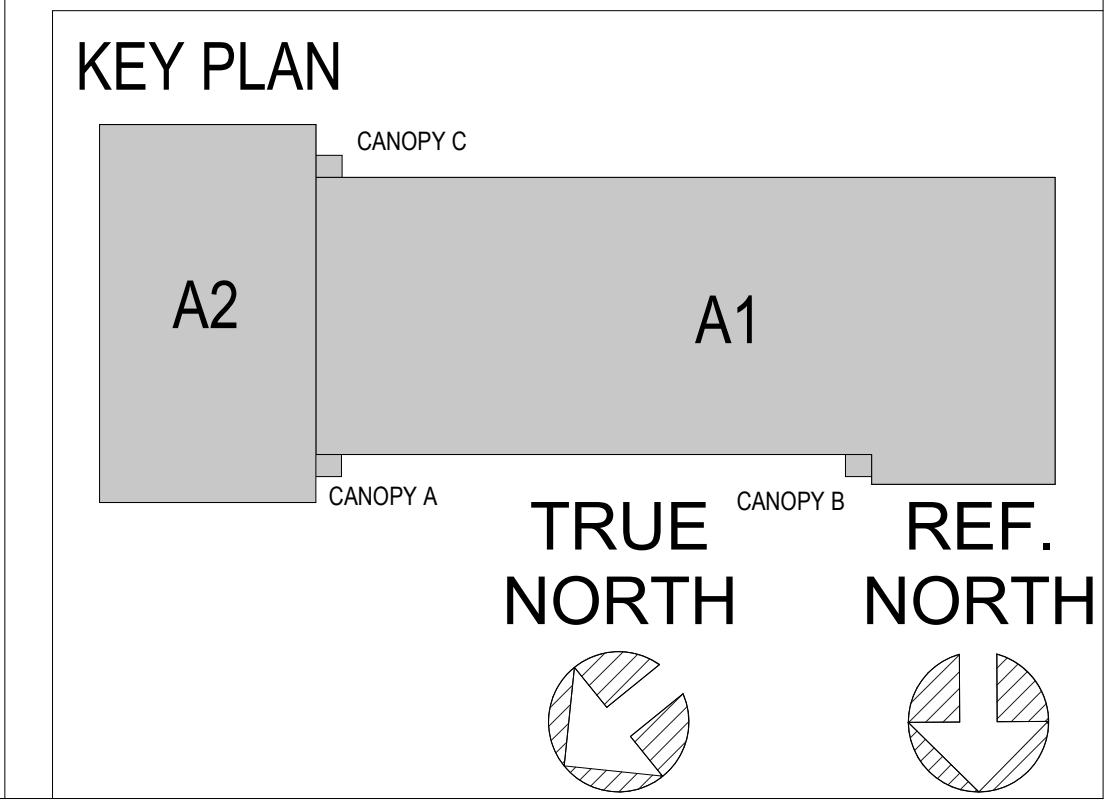 KEY PLAN
CANOPY C
A2
A1
CANOPY A
CANOPY B
TRUE
NORTH
REF.
NORTH